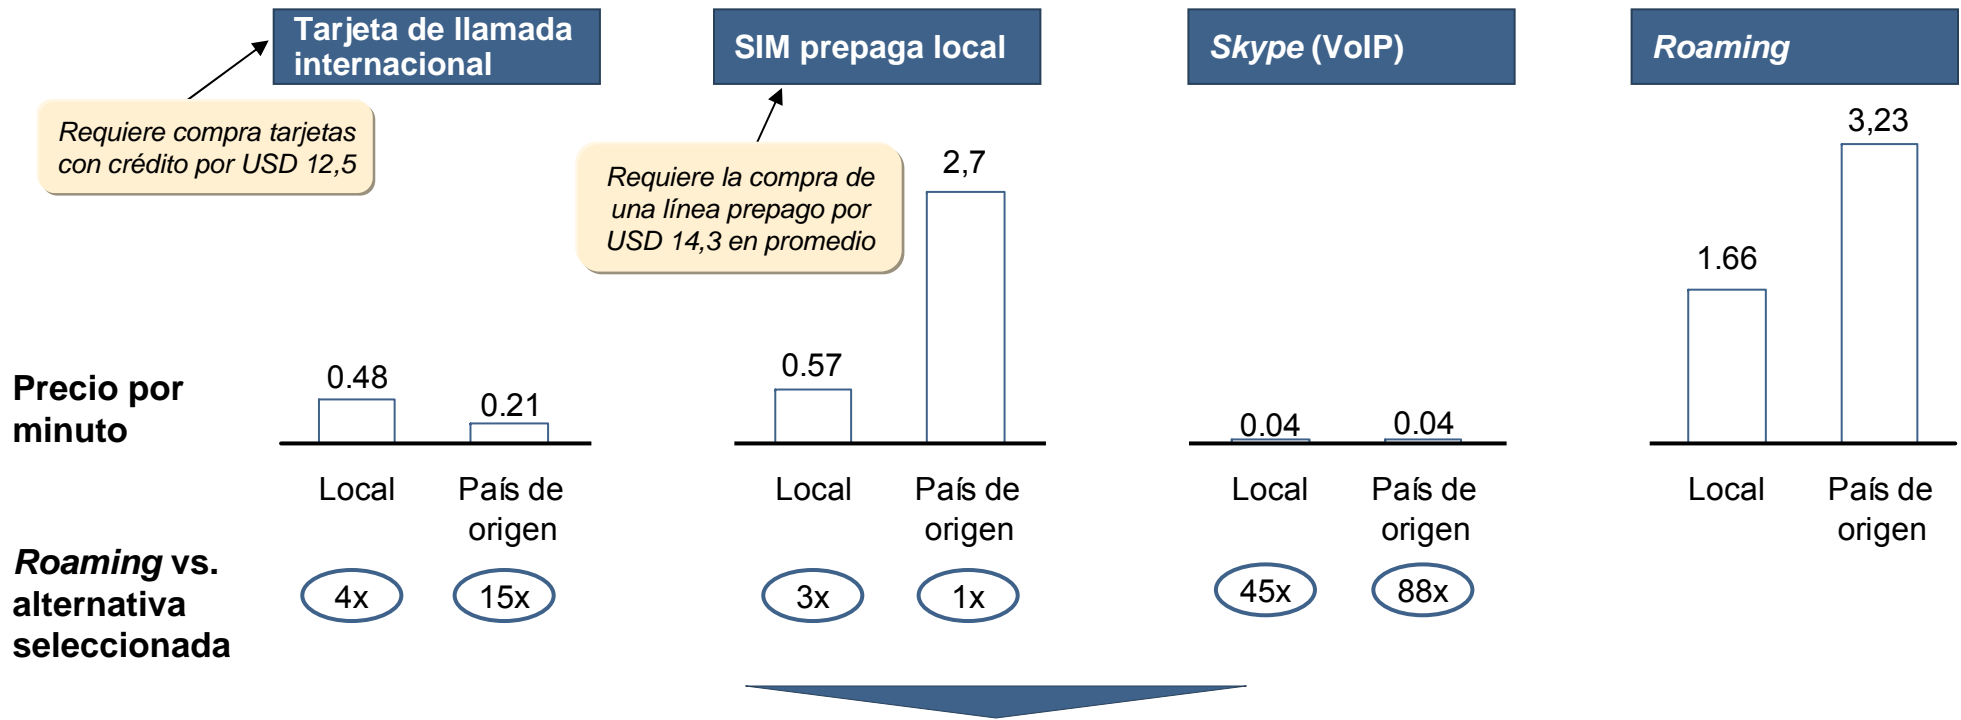 Tarjeta de llamada
internacional
SIM prepaga local
Skype (VoIP)
Roaming
Requiere compra tarjetas
con crédito por USD 12,5
Requiere la compra de
una línea prepago por
USD 14,3 en promedio
Precio por
minuto
0.48
0.21
0.57
2,7
0.04
0.04
1.66
3,23
Local
País de
origen
Local
País de
origen
Local
País de
origen
Local
País de
origen
Roaming vs.
alternativa
seleccionada
4x
15x
3x
1x
45x
88x